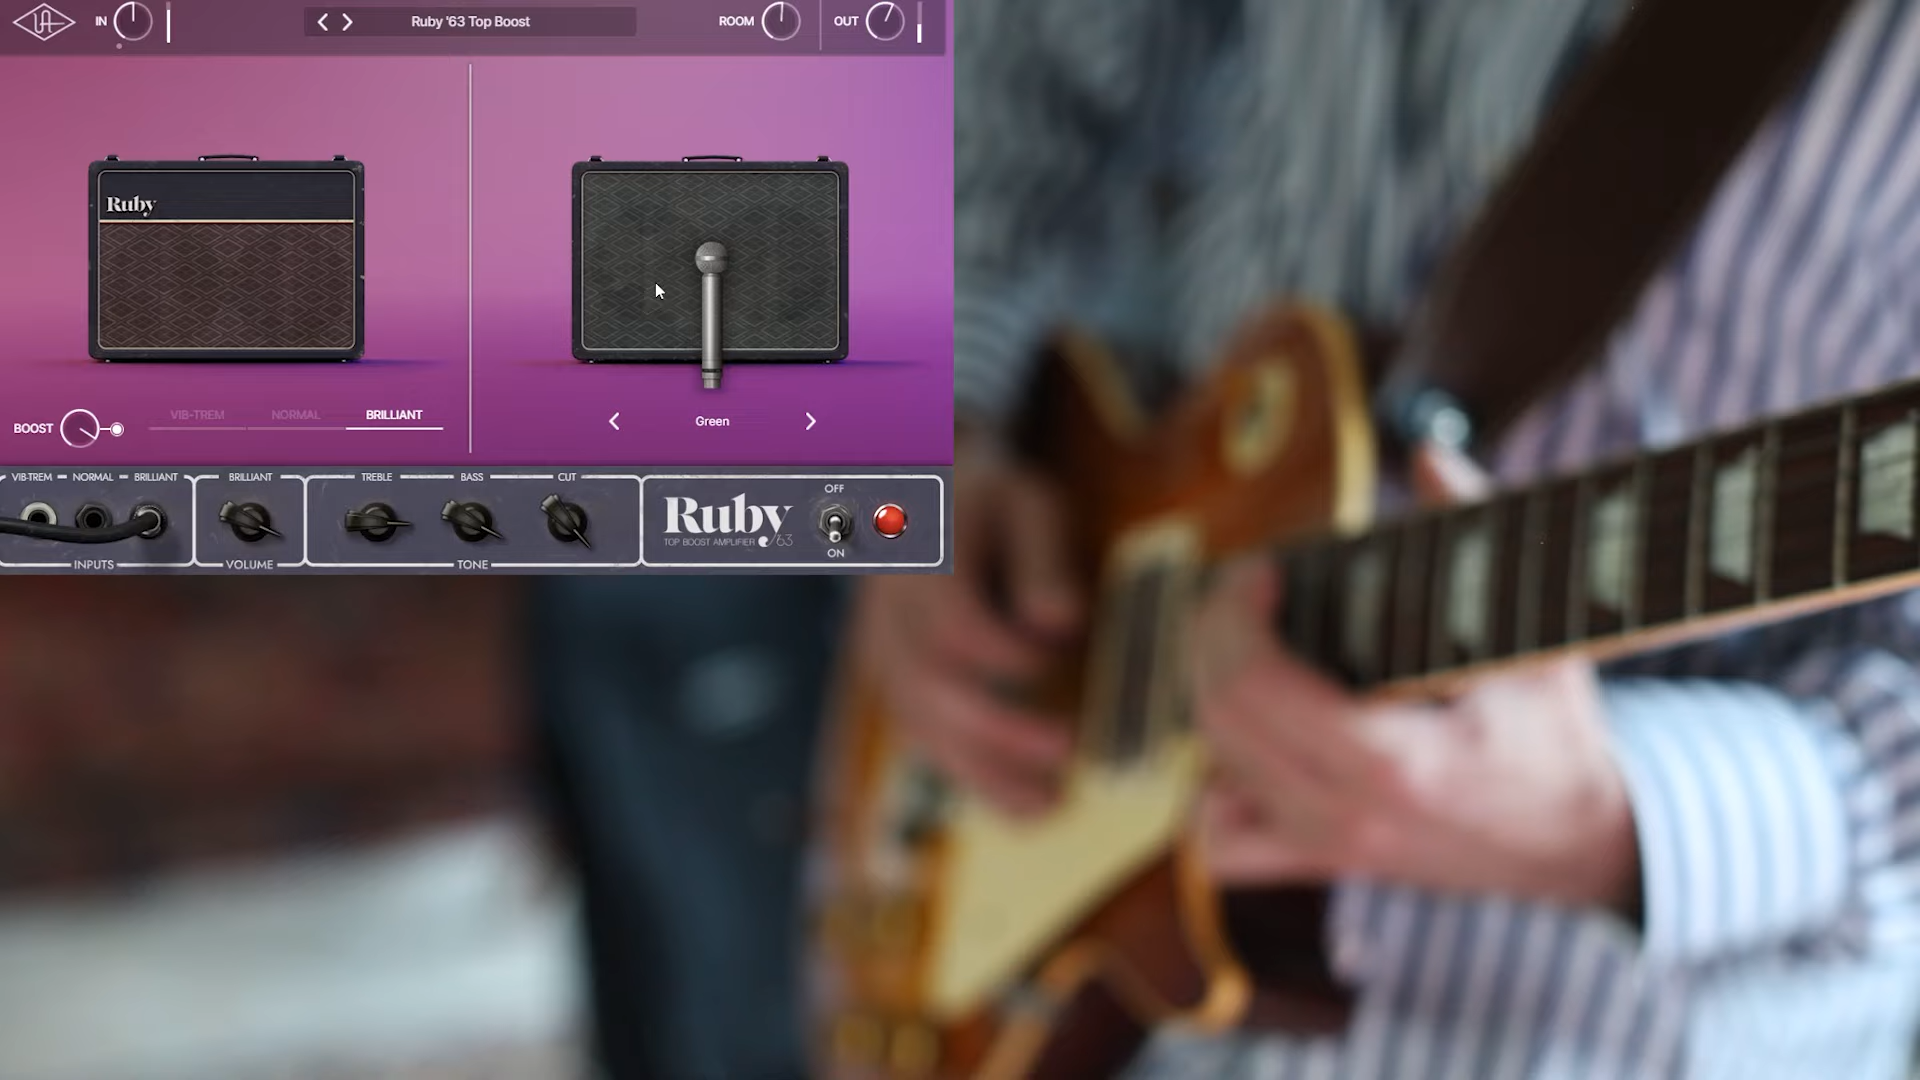 IN
Ruby '63 Top Boost
ROOM
OUT
Ruby
BOOST
VIB-TREM
NORMAL
BRILLIANT
Green
VIB-TREM
NORMAL
BRILLIANT
BRILLIANT
TREBLE
BASS
CUT
OFF
Ruby
TOP BOOST AMPLIFIER
63
ON
INPUTS
VOLUME
TONE